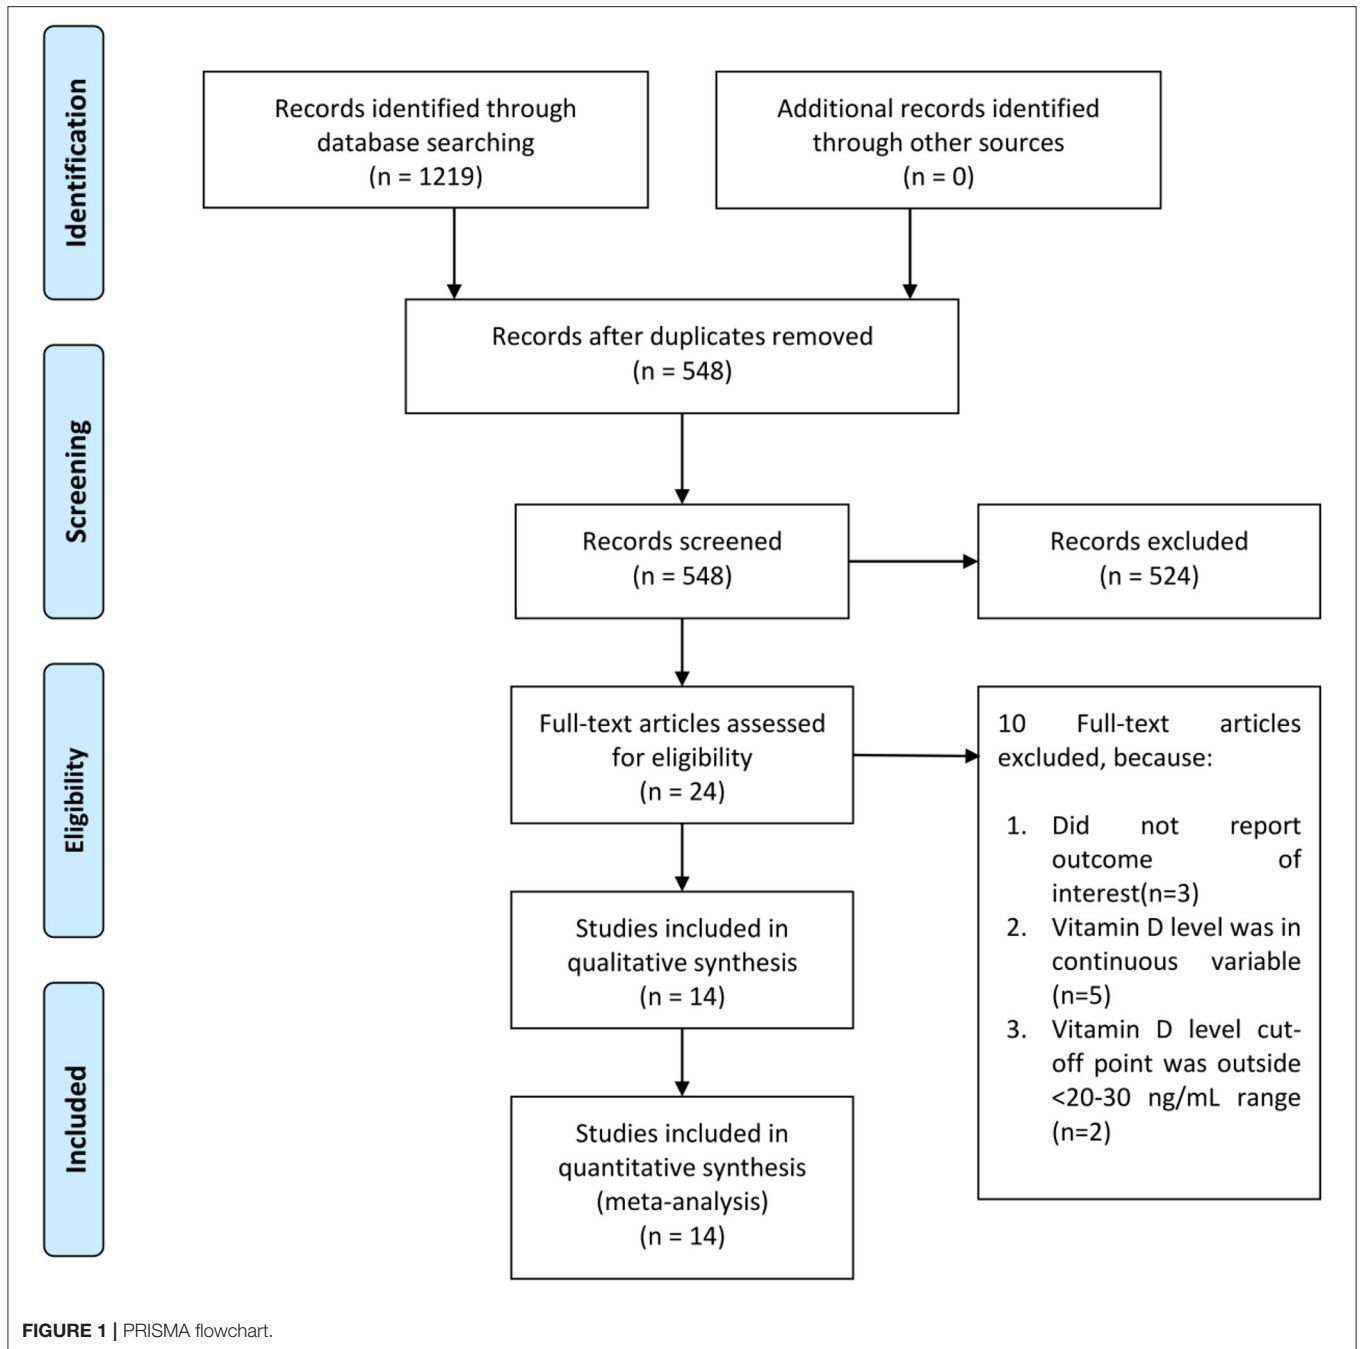 Identification
Records identified through
database searching
(n = 1219)
Additional records identified
through other sources
(n = 0)
Records after duplicates removed
(n = 548)
Screening
Records screened
(n = 548)
Records excluded
(n = 524)
Eligibility
Full-text articles assessed
for eligibility
(n = 24)
10 Full-text articles
excluded, because:
1. Did not report
outcome of
interest(n=3)
2. Vitamin D level was in
continuous variable
(n=5)
3. Vitamin D level cut-
off point was outside
<20-30 ng/mL range
(n=2)
Studies included in
qualitative synthesis
(n = 14)
Included
Studies included in
quantitative synthesis
(meta-analysis)
(n = 14)
FIGURE 1 | PRISMA flowchart.